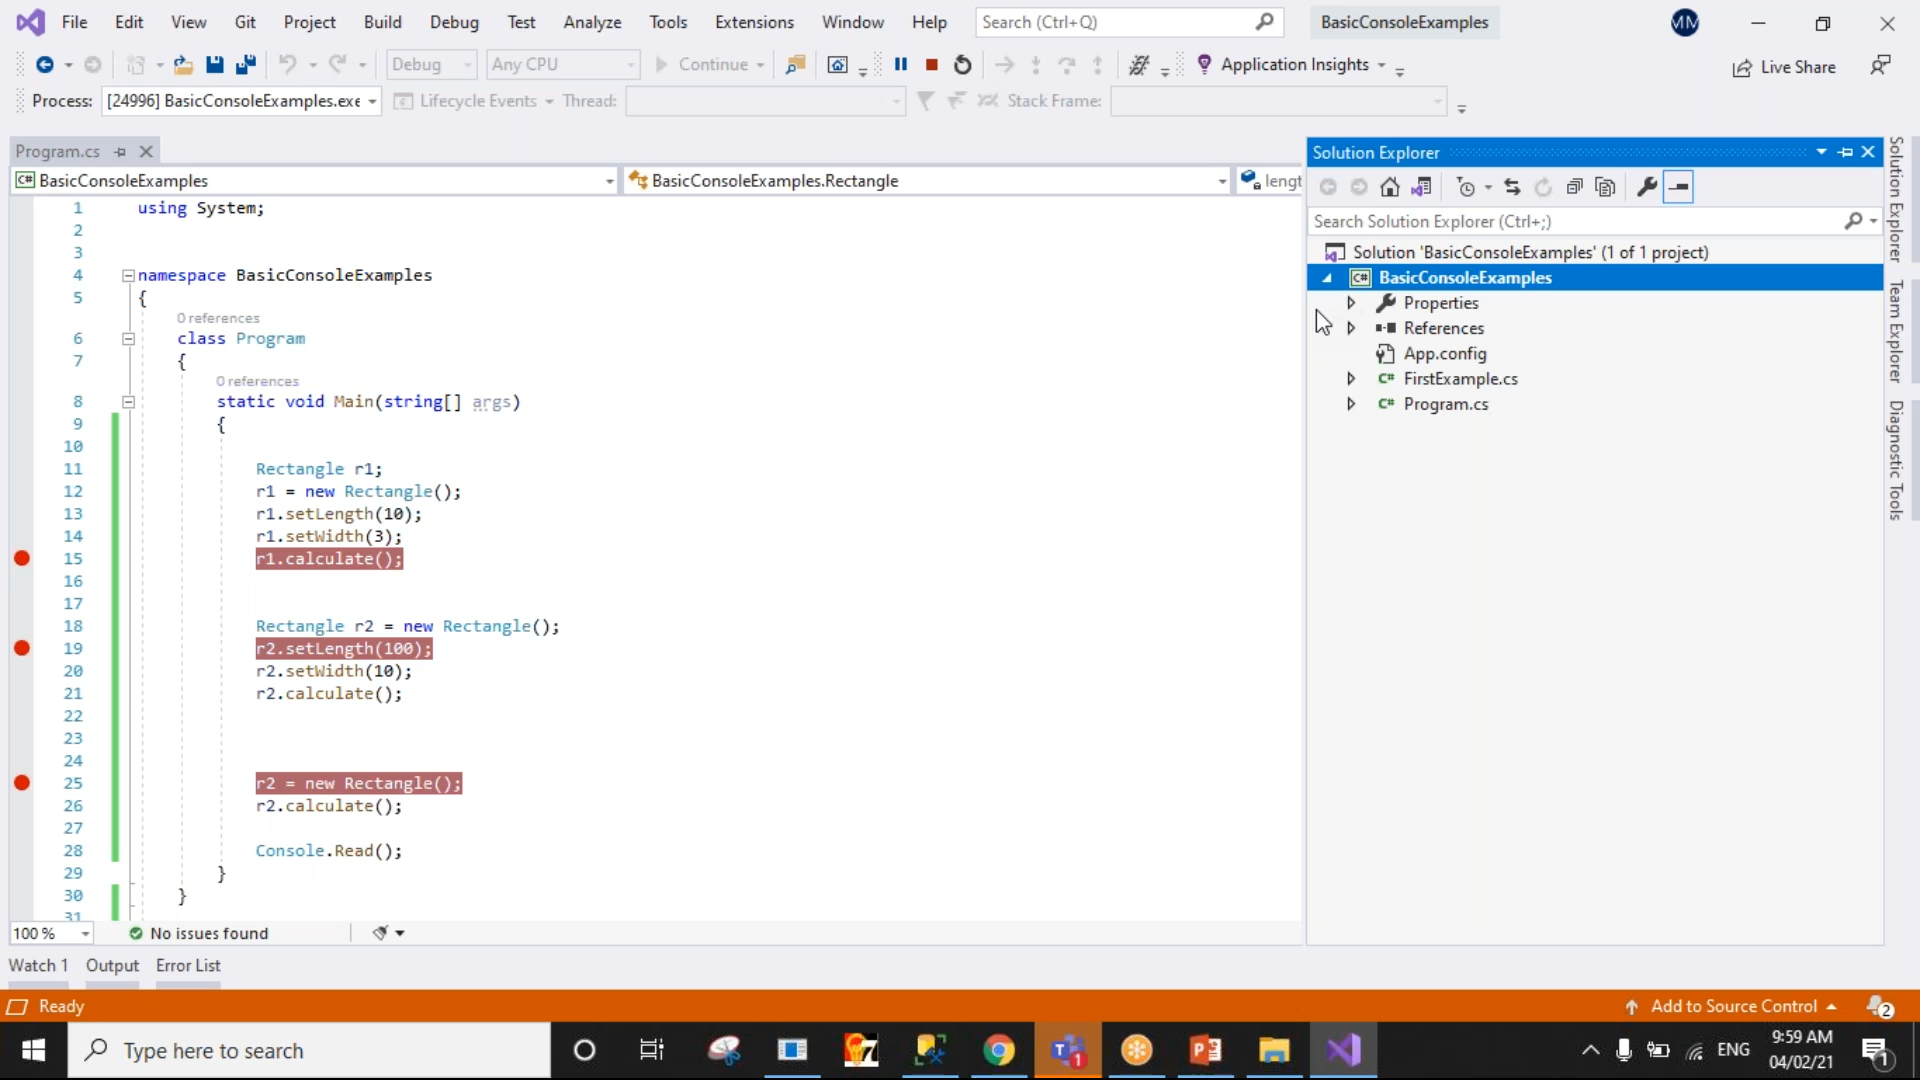 File Edit View Git Project Build Debug Test Analyze Tools Extensions Window Help Search (Ctrl+Q) BasicConsoleExamples MM
Debug Any CPU Continue Application Insights Live Share
Process: [24996] BasicConsoleExamples.exe Lifecycle Events Thread: Stack Frame:
Program.cs
C# BasicConsoleExamples BasicConsoleExamples.Rectangle lengt
1 using System;
2
3
4 namespace BasicConsoleExamples
5 {
0 references
6 class Program
7 {
0 references
8 static void Main(string[] args)
9 {
10
11 Rectangle r1;
12 r1 = new Rectangle();
13 r1.setLength(10);
14 r1.setWidth(3);
15 r1.calculate();
16
17
18 Rectangle r2 = new Rectangle();
19 r2.setLength(100);
20 r2.setWidth(10);
21 r2.calculate();
22
23
24
25 r2 = new Rectangle();
26 r2.calculate();
27
28 Console.Read();
29 }
30 }
31
100 % No issues found
Solution Explorer
Search Solution Explorer (Ctrl+;)
Solution 'BasicConsoleExamples' (1 of 1 project)
C# BasicConsoleExamples
Properties
References
App.config
C# FirstExample.cs
C# Program.cs
Solution Explorer
Team Explorer
Diagnostic Tools
Watch 1 Output Error List
Ready Add to Source Control 2
Type here to search ENG 9:59 AM
04/02/21
1